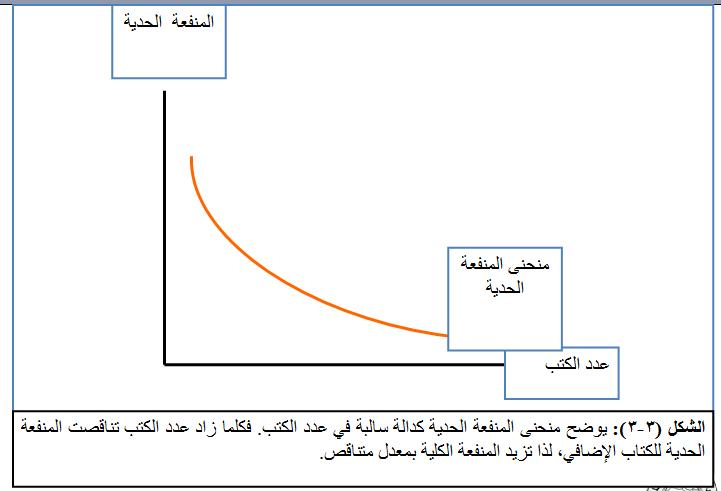 المنفعة الحدية
منحنى المنفعة
الحدية
عدد الكتب
الشكل (٣-٣): يوضح منحنى المنفعة الحدية كدالة سالبة في عدد الكتب. فكلما زاد عدد الكتب تناقصت المنفعة
الحدية للكتاب الإضافي، لذا تزيد المنفعة الكلية بمعدل متناقص.